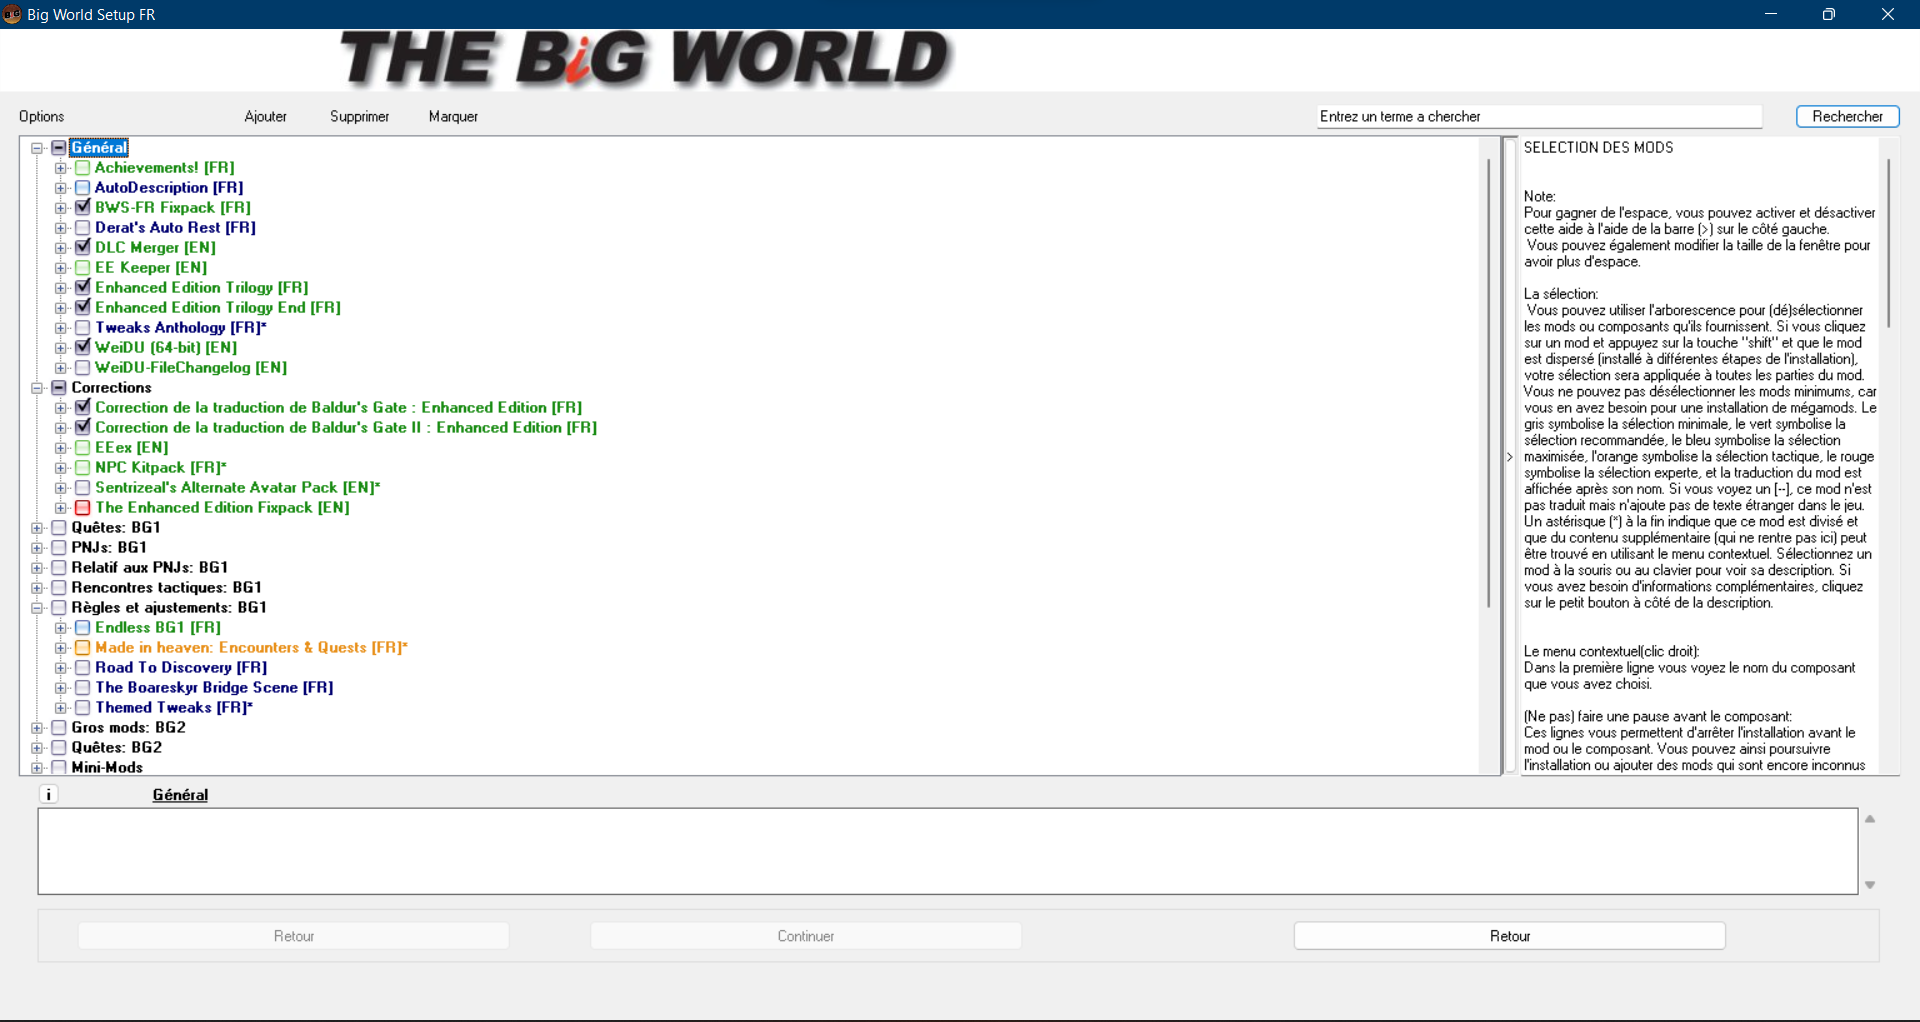 Big World Setup FR
THE BiG WORLD
Options
Ajouter
Supprimer
Marquer
Entrez un terme a chercher
Rechercher
Général
Achievements! [FR]
AutoDescription [FR]
BWS-FR Fixpack [FR]
Derat's Auto Rest [FR]
DLC Merger [EN]
EE Keeper [EN]
Enhanced Edition Trilogy [FR]
Enhanced Edition Trilogy End [FR]
Tweaks Anthology [FR]*
WeiDU (64-bit) [EN]
WeiDU-FileChangelog [EN]
Corrections
Correction de la traduction de Baldur's Gate : Enhanced Edition [FR]
Correction de la traduction de Baldur's Gate II : Enhanced Edition [FR]
EEex [EN]
NPC Kitpack [FR]*
Sentrizeal's Alternate Avatar Pack [EN]*
The Enhanced Edition Fixpack [EN]
Quêtes: BG1
PNJs: BG1
Relatif aux PNJs: BG1
Rencontres tactiques: BG1
Règles et ajustements: BG1
Endless BG1 [FR]
Made in heaven: Encounters & Quests [FR]*
Road To Discovery [FR]
The Boareskyr Bridge Scene [FR]
Themed Tweaks [FR]*
Gros mods: BG2
Quêtes: BG2
Mini-Mods
>
SELECTION DES MODS
Note:
Pour gagner de l'espace, vous pouvez activer et désactiver
cette aide à l'aide de la barre (>) sur le côté gauche.
Vous pouvez également modifier la taille de la fenêtre pour
avoir plus d'espace.
La sélection:
Vous pouvez utiliser l'arborescence pour (dé)sélectionner
les mods ou composants qu'ils fournissent. Si vous cliquez
sur un mod et appuyez sur la touche "shift" et que le mod
est dispersé (installé à différentes étapes de l'installation),
votre sélection sera appliquée à toutes les parties du mod.
Vous ne pouvez pas désélectionner les mods minimums, car
vous en avez besoin pour une installation de mégamods. Le
gris symbolise la sélection minimale, le vert symbolise la
sélection recommandée, le bleu symbolise la sélection
maximisée, l'orange symbolise la sélection tactique, le rouge
symbolise la sélection experte, et la traduction du mod est
affichée après son nom. Si vous voyez un [--], ce mod n'est
pas traduit mais n'ajoute pas de texte étranger dans le jeu.
Un astérisque (*) à la fin indique que ce mod est divisé et
que du contenu supplémentaire (qui ne rentre pas ici) peut
être trouvé en utilisant le menu contextuel. Sélectionnez un
mod à la souris ou au clavier pour voir sa description. Si
vous avez besoin d'informations complémentaires, cliquez
sur le petit bouton à côté de la description.
Le menu contextuel(clic droit):
Dans la première ligne vous voyez le nom du composant
que vous avez choisi.
(Ne pas) faire une pause avant le composant:
Ces lignes vous permettent d'arrêter l'installation avant le
mod ou le composant. Vous pouvez ainsi poursuivre
l'installation ou ajouter des mods qui sont encore inconnus
i
Général
Retour
Continuer
Retour